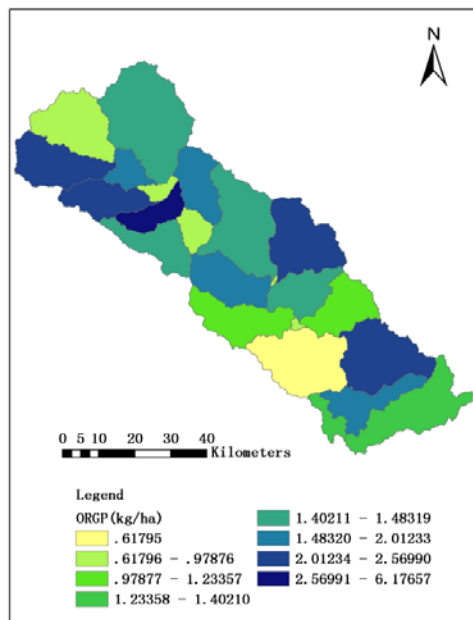 N
0 5 10 20 30 40
Kilometers
Legend
ORGP(kg/ha)
.61795
.61796 - .97876
.97877 - 1.23357
1.23358 - 1.40210
1.40211 - 1.48319
1.48320 - 2.01233
2.01234 - 2.56990
2.56991 - 6.17657